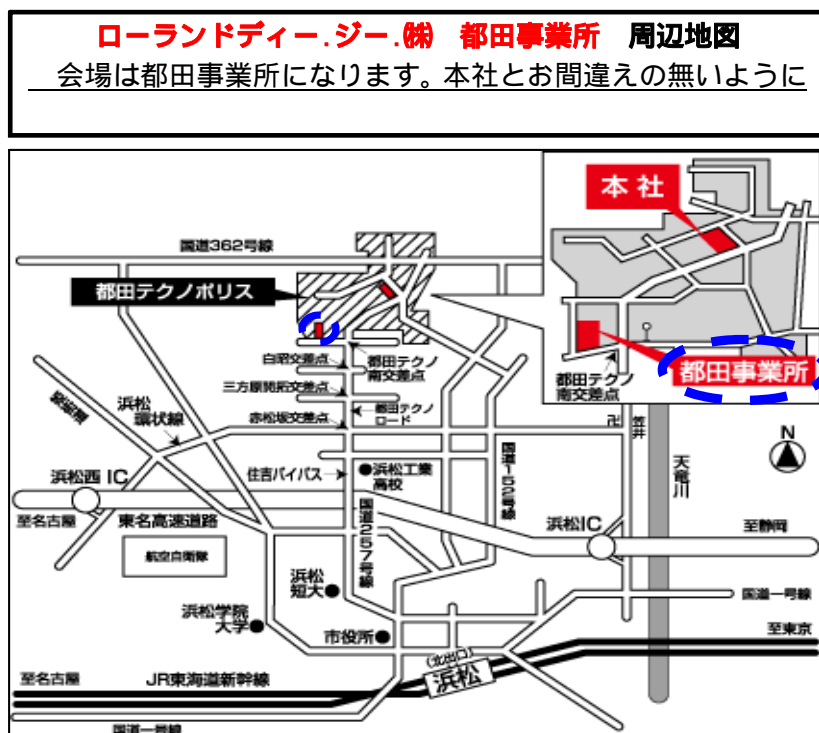 ローランドディー.ジー.㈱ 都田事業所 周辺地図
会場は都田事業所になります。本社とお間違えの無いように
本社
国道362号線
都田テクノポリス
都田事業所
都田テクノ
南交差点
白昭交差点
都田テクノ
南交差点
三方原開拓交差点
都田テクノ
ロード
赤松坂交差点
浜松
環状線
笠井
卍
N
天竜川
住吉バイパス
浜松工業
高校
国道152号線
国道257号線
浜松西IC
至名古屋
東名高速道路
浜松IC
至静岡
航空自衛隊
浜松
短大
浜松学院
大学
市役所
国道一号線
至東京
(北出口)
浜松
至名古屋
JR東海道新幹線
国道一号線